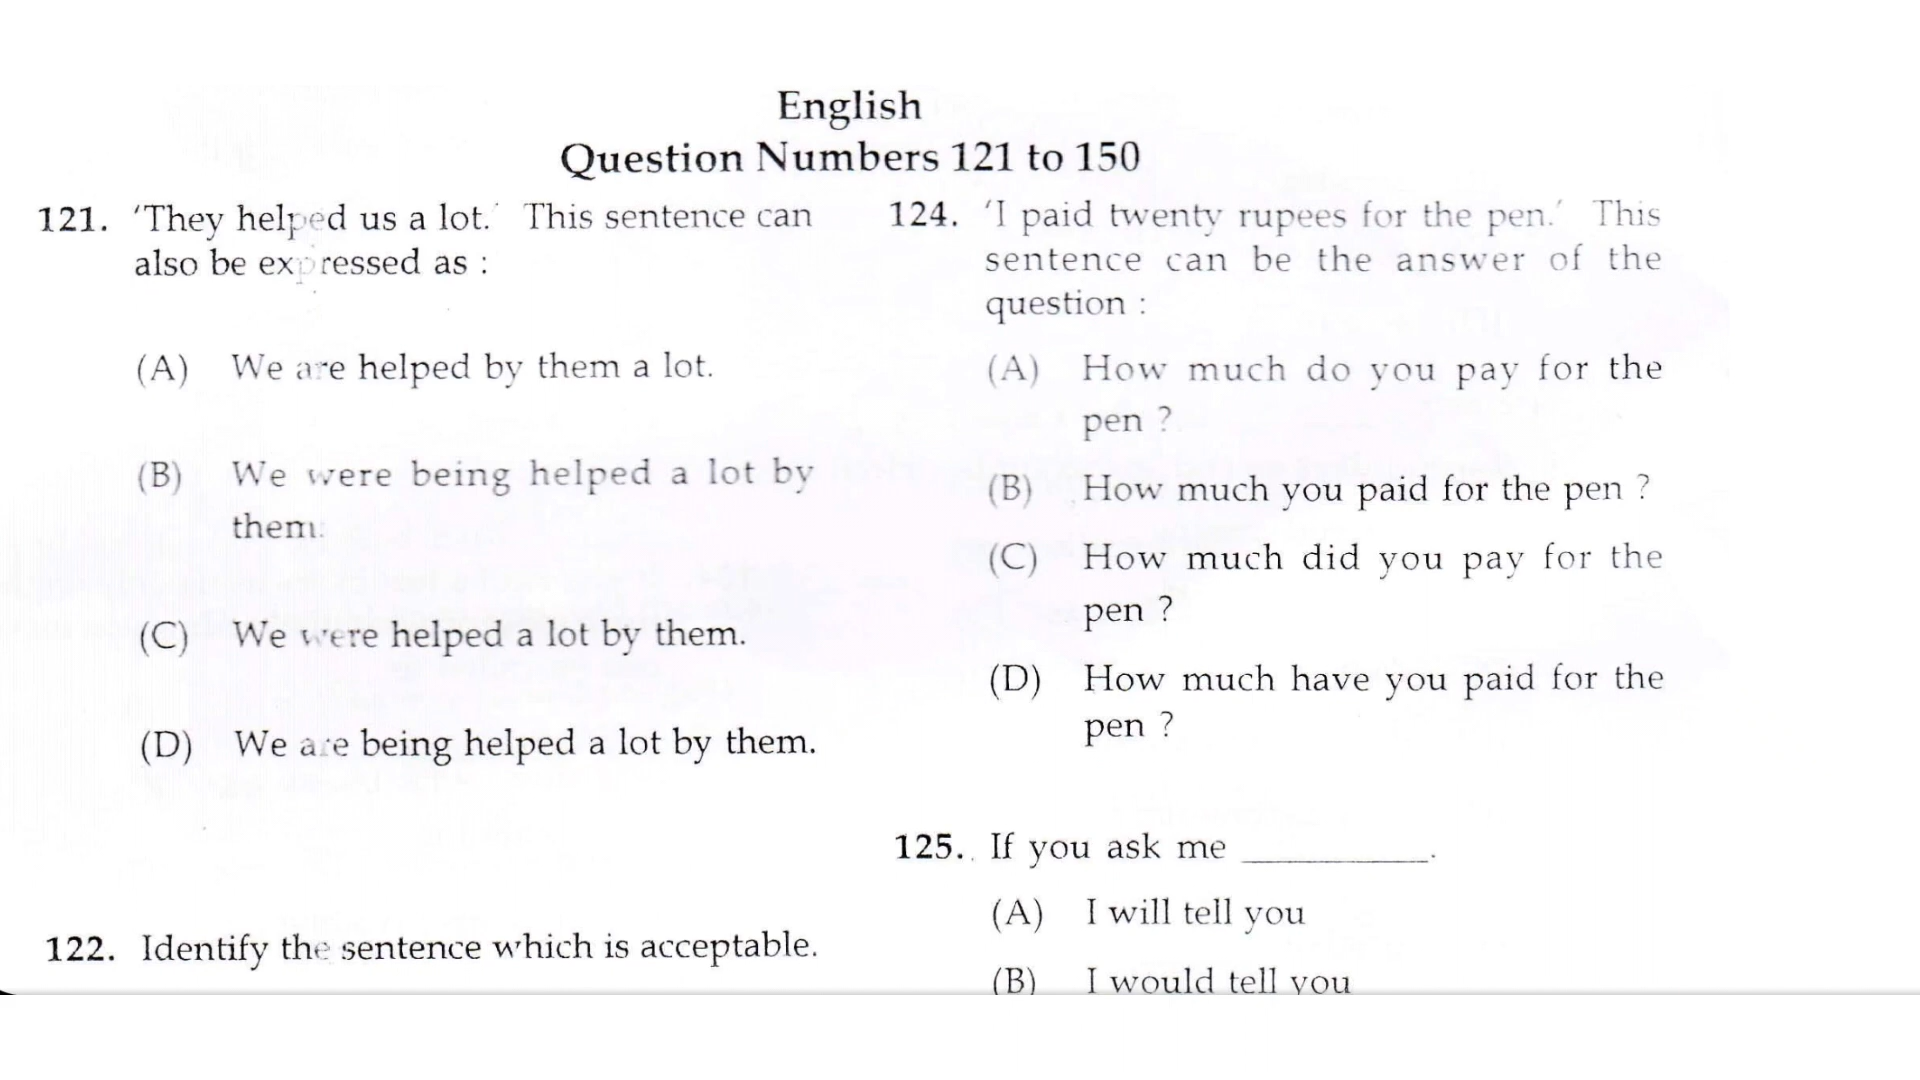 English
Question Numbers 121 to 150
121. 'They helped us a lot.' This sentence can
also be expressed as :
(A) We are helped by them a lot.
(B) We were being helped a lot by
them.
(C) We were helped a lot by them.
(D) We are being helped a lot by them.
122. Identify the sentence which is acceptable.
124. 'I paid twenty rupees for the pen.' This
sentence can be the answer of the
question :
(A) How much do you pay for the
pen ?
(B) How much you paid for the pen ?
(C) How much did you pay for the
pen ?
(D) How much have you paid for the
pen ?
125. If you ask me ________.
(A) I will tell you
(B) I would tell you